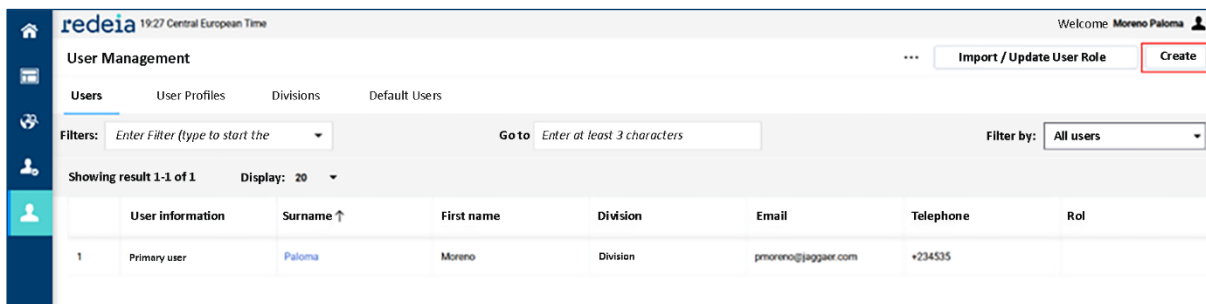 redeia 19:27 Central European Time Welcome Moreno Paloma
User Management ... Import / Update User Role Create
Users User Profiles Divisions Default Users
Filters: Enter Filter (type to start the Go to Enter at least 3 characters Filter by: All users
Showing result 1-1 of 1 Display: 20
User information Surname ↑ First name Division Email Telephone Rol
1 Primary user Paloma Moreno Division pmoreno@jaggaer.com +234535